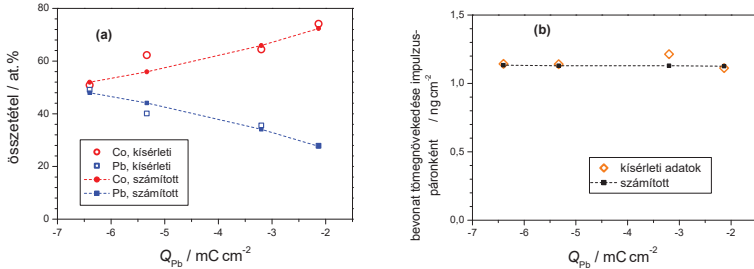 (a)
összetétel / at.%
80
60
40
20
0
Co, kísérleti
Pb, kísérleti
Co, számított
Pb, számított
-7 -6 -5 -4 -3 -2 -1
Q_Pb / mC cm⁻²
(b)
bevonat tömegnövekedése impulzus-
páronként / ng cm⁻²
1,5
1,0
0,5
0,0
kísérleti adatok
számított
-7 -6 -5 -4 -3 -2 -1
Q_Pb / mC cm⁻²